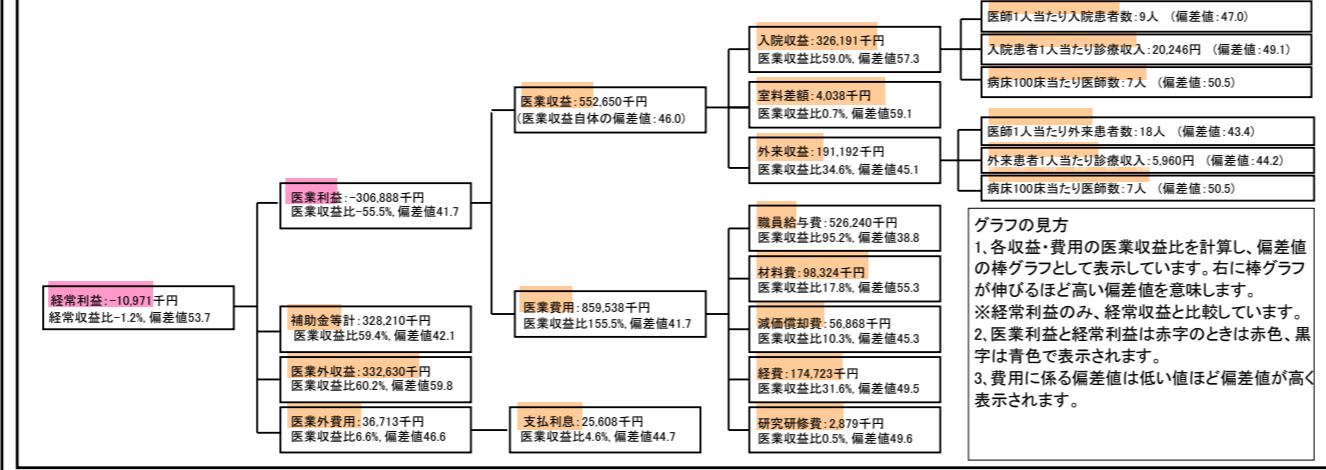 経常利益:-10,971千円
経常収益比-1.2%, 偏差値53.7
医業利益:-306,888千円
医業収益比-55.5%, 偏差値41.7
補助金等計:328,210千円
医業収益比59.4%, 偏差値42.1
医業外収益:332,630千円
医業収益比60.2%, 偏差値59.8
医業外費用:36,713千円
医業収益比6.6%, 偏差値46.6
医業収益:552,650千円
(医業収益自体の偏差値:46.0)
医業費用:859,538千円
医業収益比155.5%, 偏差値41.7
支払利息:25,608千円
医業収益比4.6%, 偏差値44.7
入院収益:326,191千円
医業収益比59.0%, 偏差値57.3
室料差額:4,038千円
医業収益比0.7%, 偏差値59.1
外来収益:191,192千円
医業収益比34.6%, 偏差値45.1
職員給与費:526,240千円
医業収益比95.2%, 偏差値38.8
材料費:98,324千円
医業収益比17.8%, 偏差値55.3
減価償却費:56,868千円
医業収益比10.3%, 偏差値45.3
経費:174,723千円
医業収益比31.6%, 偏差値49.5
研究研修費:2,879千円
医業収益比0.5%, 偏差値49.6
医師1人当たり入院患者数:9人 (偏差値:47.0)
入院患者1人当たり診療収入:20,246円 (偏差値:49.1)
病床100床当たり医師数:7人 (偏差値:50.5)
医師1人当たり外来患者数:18人 (偏差値:43.4)
外来患者1人当たり診療収入:5,960円 (偏差値:44.2)
病床100床当たり医師数:7人 (偏差値:50.5)
グラフの見方
1、各収益・費用の医業収益比を計算し、偏差値
の棒グラフとして表示しています。右に棒グラフ
が伸びるほど高い偏差値を意味します。
※経常利益のみ、経常収益と比較しています。
2、医業利益と経常利益は赤字のときは赤色、黒
字は青色で表示されます。
3、費用に係る偏差値は低い値ほど偏差値が高く
表示されます。